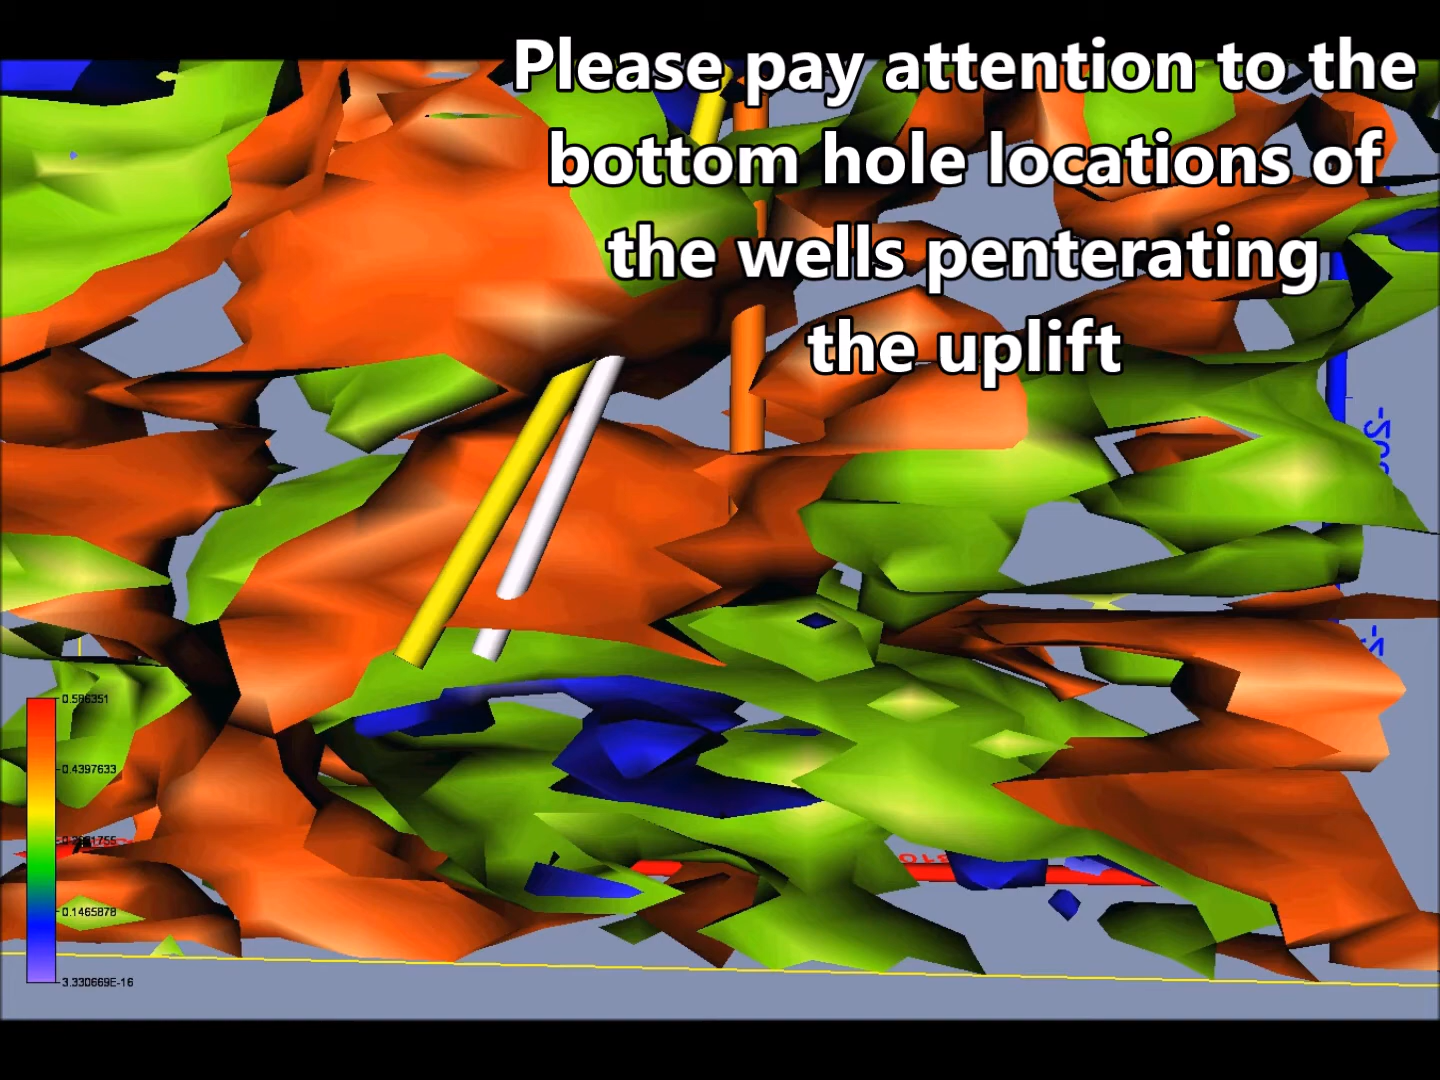 Please pay attention to the
bottom hole locations of
the wells penterating
the uplift
0.586351
0.4397633
0.1465878
3.330669E-16